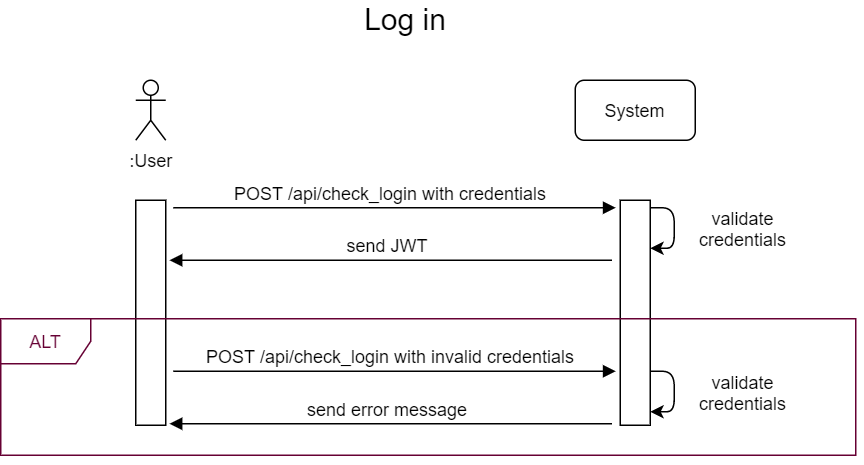 Log in
System
:User
POST /api/check_login with credentials
validate
credentials
send JWT
ALT
POST /api/check_login with invalid credentials
validate
credentials
send error message